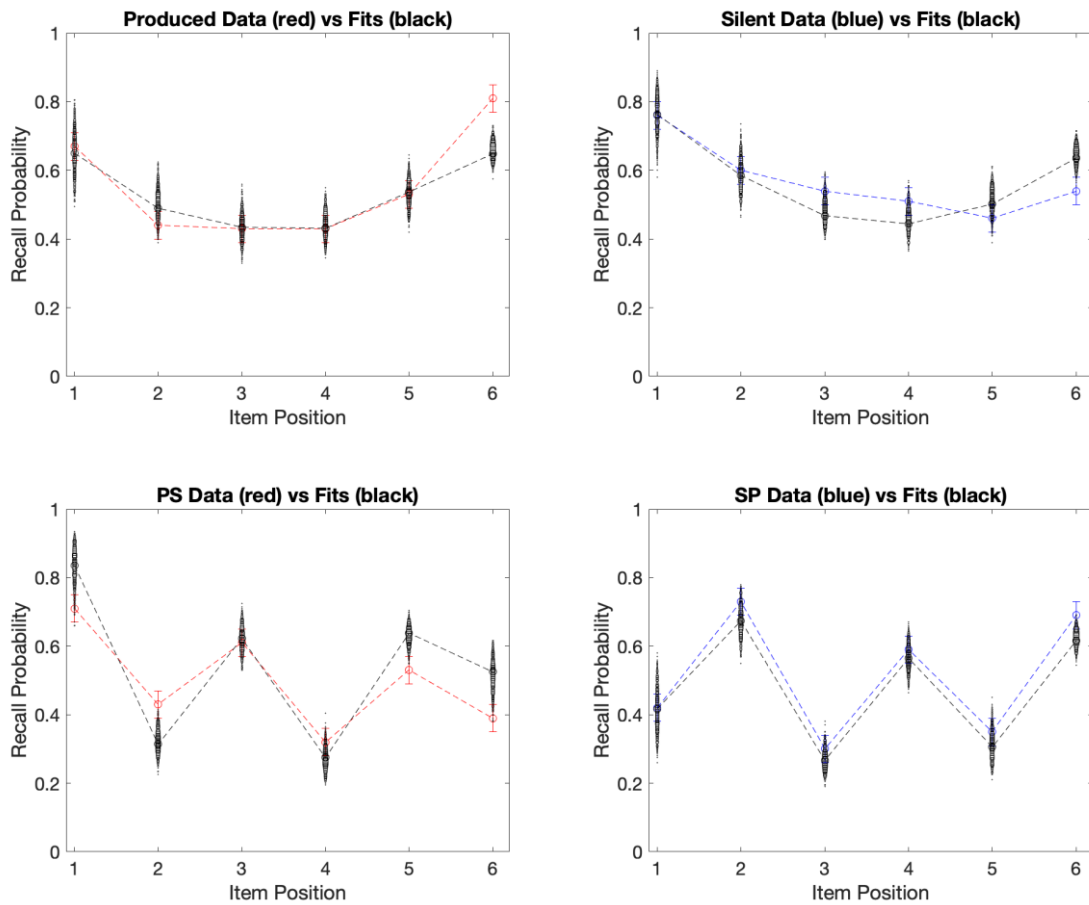 Produced Data (red) vs Fits (black)
1
0.8
0.6
0.4
0.2
0
Recall Probability
1 2 3 4 5 6
Item Position
Silent Data (blue) vs Fits (black)
1
0.8
0.6
0.4
0.2
0
Recall Probability
1 2 3 4 5 6
Item Position
PS Data (red) vs Fits (black)
1
0.8
0.6
0.4
0.2
0
Recall Probability
1 2 3 4 5 6
Item Position
SP Data (blue) vs Fits (black)
1
0.8
0.6
0.4
0.2
0
Recall Probability
1 2 3 4 5 6
Item Position